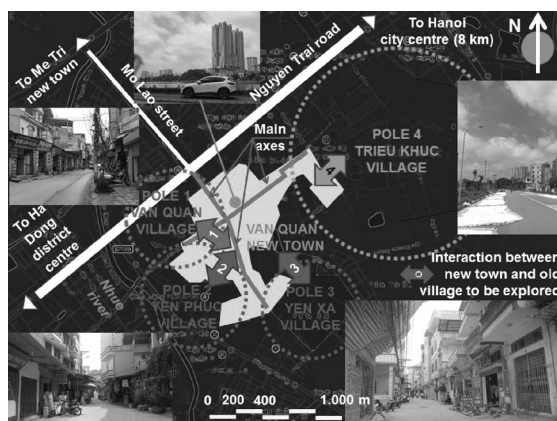 To Hanoi
city centre (8 km)
N
To Me Tri
new town
Mo Lao street
Nguyen Trai road
Main
axes
POLE 4
TRIEU KHUC
VILLAGE
4
POLE 1
VAN QUAN
VILLAGE
1
VAN QUAN
NEW TOWN
To Ha
Dong
district
centre
Nhue
river
2
3
POLE 2
YEN PHUC
VILLAGE
POLE 3
YEN XA
VILLAGE
Interaction between
new town and old
village to be explored
0 200 400 1.000 m